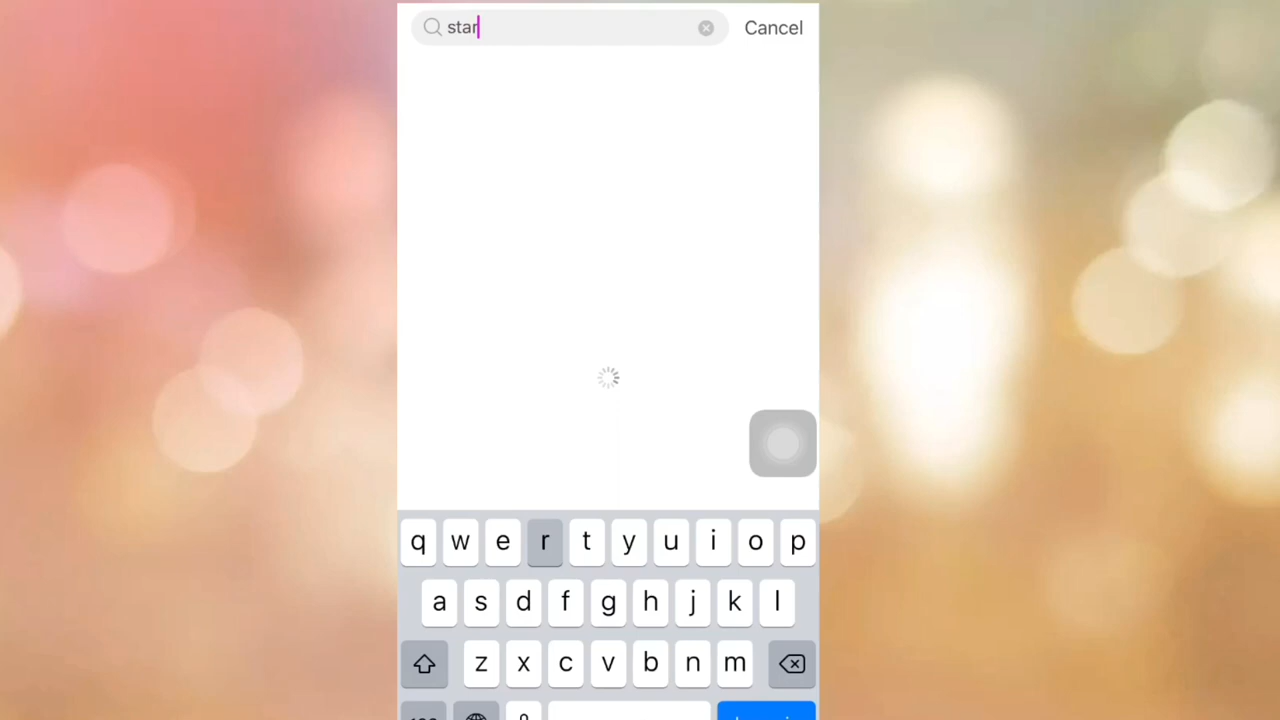 star
Cancel
q w e r t y u i o p
a s d f g h j k l
z x c v b n m